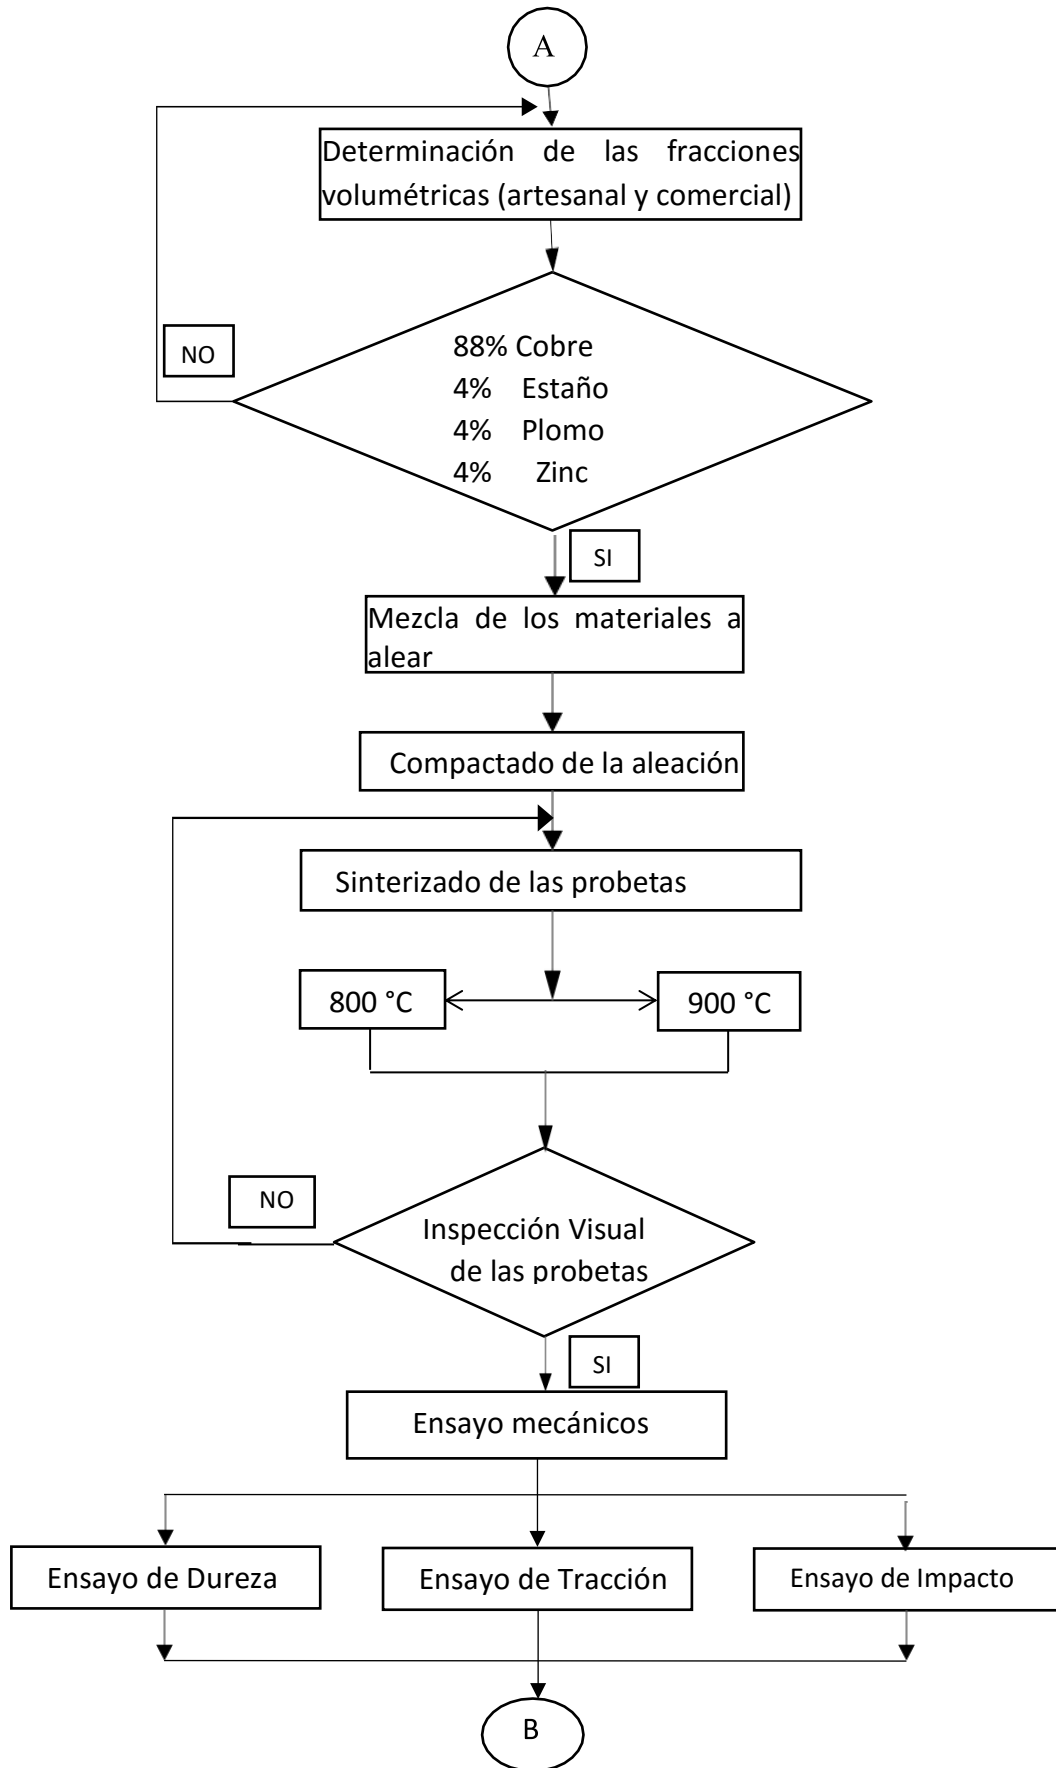 A
Determinación de las fracciones
volumétricas (artesanal y comercial)
NO
88% Cobre
4% Estaño
4% Plomo
4% Zinc
SI
Mezcla de los materiales a
alear
Compactado de la aleación
Sinterizado de las probetas
800 °C
900 °C
NO
Inspección Visual
de las probetas
SI
Ensayo mecánicos
Ensayo de Dureza
Ensayo de Tracción
Ensayo de Impacto
B